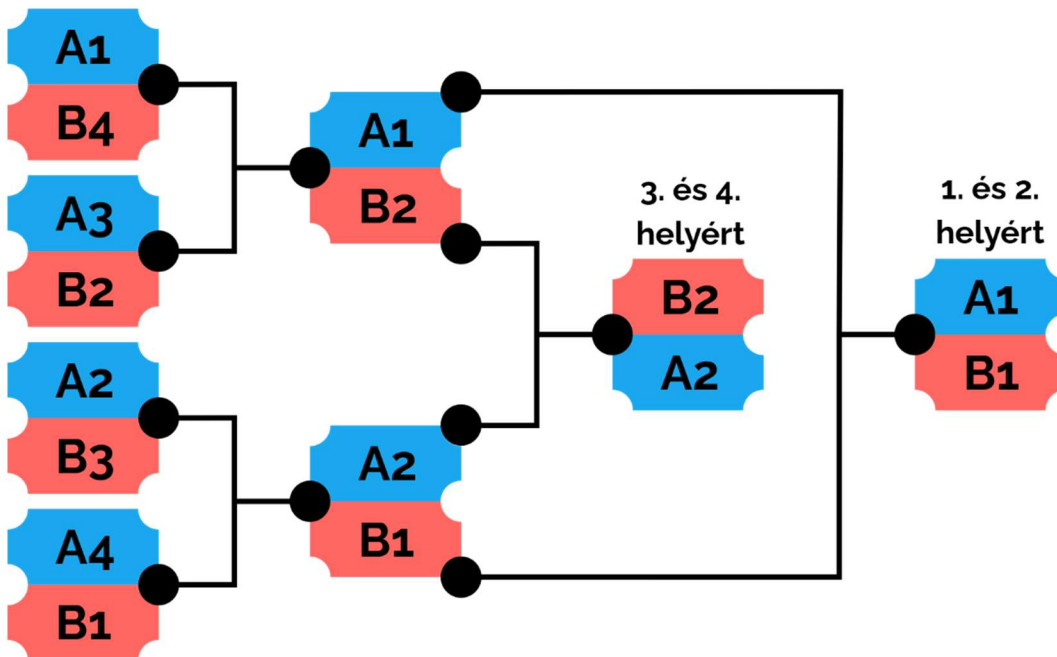 A1
B4
A3
B2
A2
B3
A4
B1
A1
B2
A2
B1
3. és 4.
helyért
B2
A2
1. és 2.
helyért
A1
B1